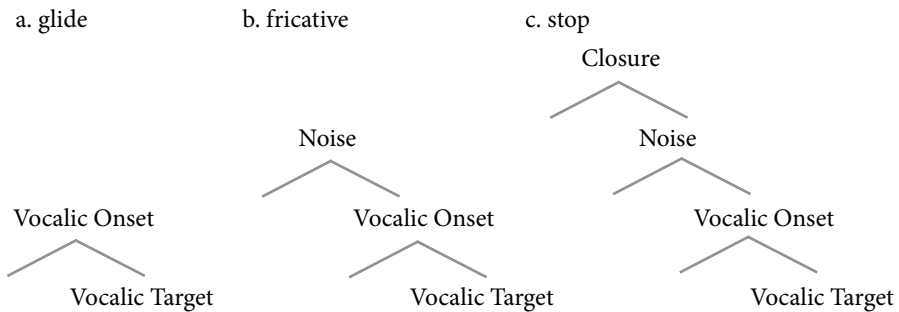 a. glide b. fricative c. stop
Closure
Noise Noise
Vocalic Onset Vocalic Onset Vocalic Onset
Vocalic Target Vocalic Target Vocalic Target